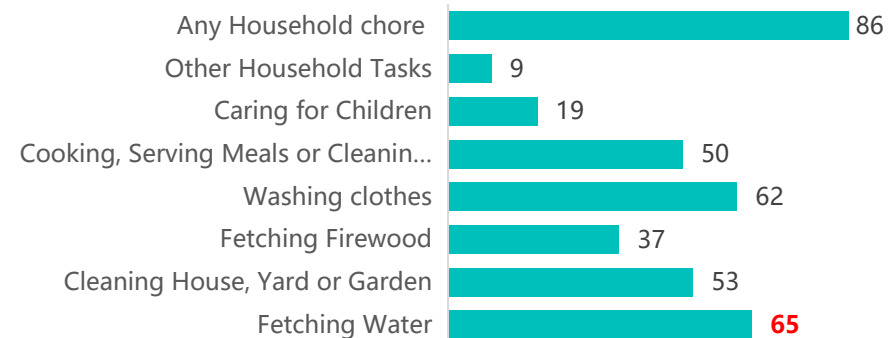 Any Household chore 86
Other Household Tasks 9
Caring for Children 19
Cooking, Serving Meals or Cleanin... 50
Washing clothes 62
Fetching Firewood 37
Cleaning House, Yard or Garden 53
Fetching Water 65